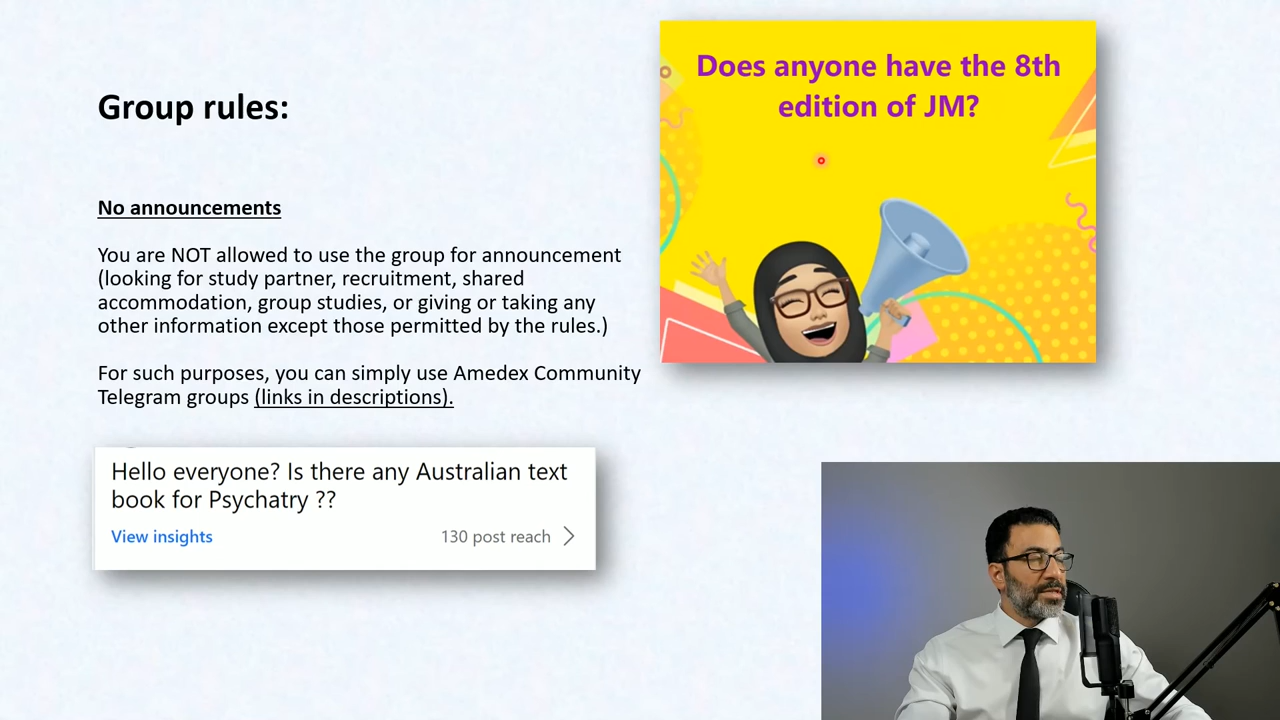 Group rules:
No announcements
You are NOT allowed to use the group for announcement
(looking for study partner, recruitment, shared
accommodation, group studies, or giving or taking any
other information except those permitted by the rules.)
For such purposes, you can simply use Amedex Community
Telegram groups (links in descriptions).
Hello everyone? Is there any Australian text
book for Psychatry ??
View insights 130 post reach
Does anyone have the 8th
edition of JM?